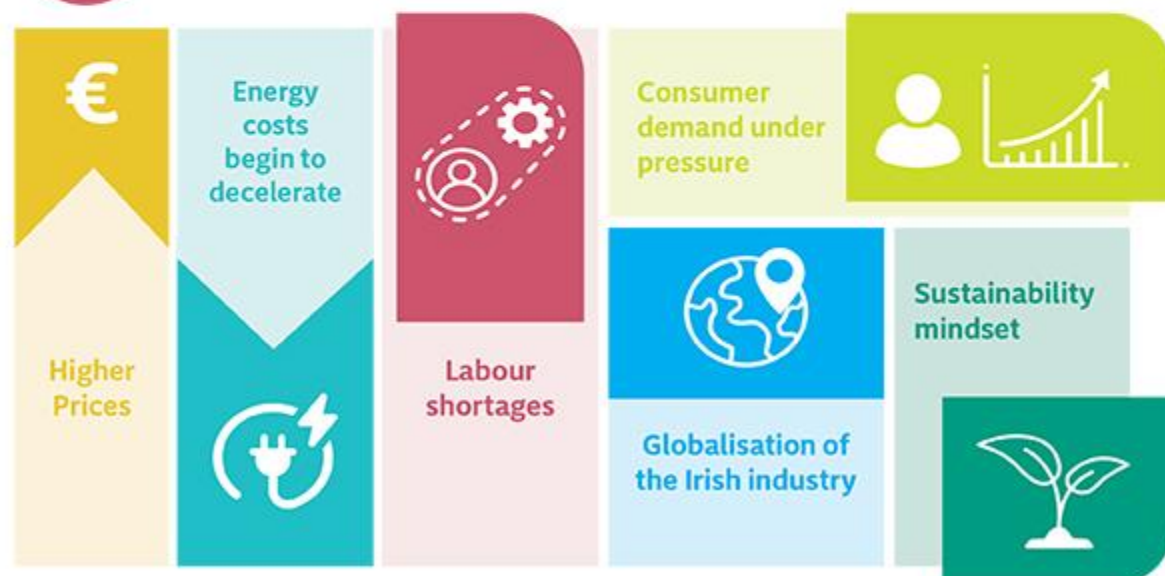 €
Higher
Prices
Energy
costs
begin to
decelerate
Labour
shortages
Consumer
demand under
pressure
Globalisation of
the Irish industry
Sustainability
mindset